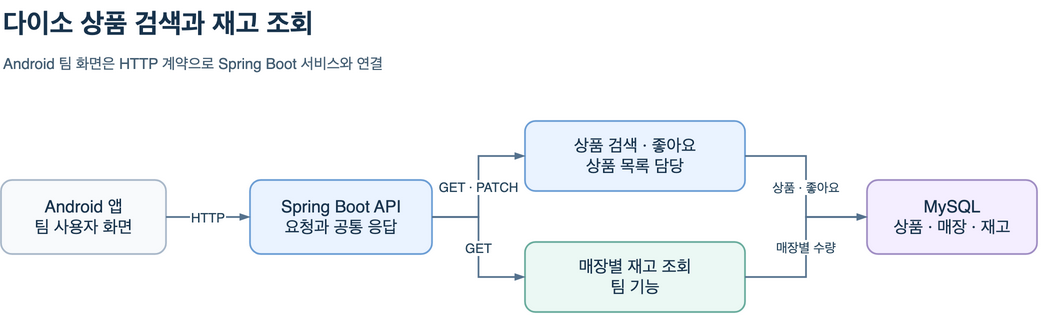 다이소 상품 검색과 재고 조회
Android 팀 화면은 HTTP 계약으로 Spring Boot 서비스와 연결
Android 앱
팀 사용자 화면
HTTP
Spring Boot API
요청과 공통 응답
GET · PATCH
GET
상품 검색 · 좋아요
상품 목록 담당
매장별 재고 조회
팀 기능
상품 · 좋아요
매장별 수량
MySQL
상품 · 매장 · 재고